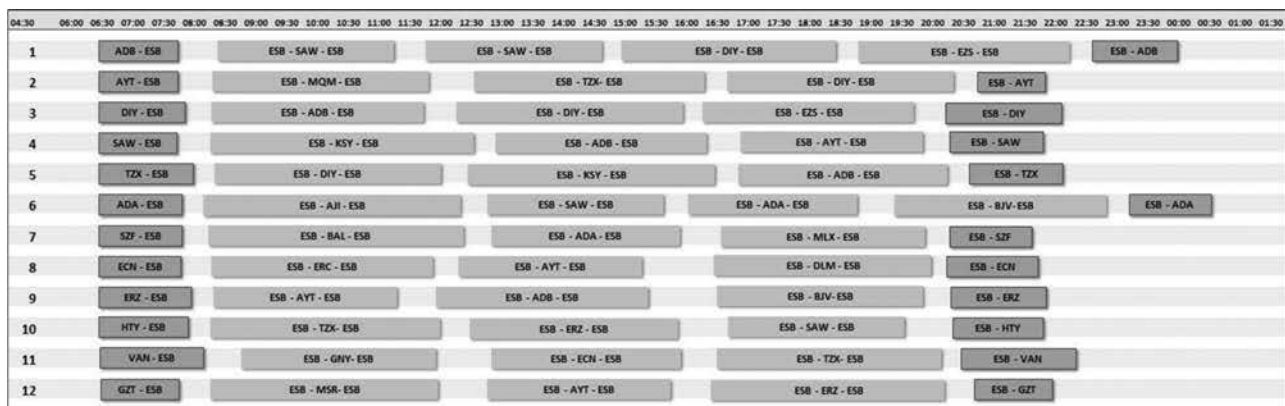 04:30 06:00 06:30 07:00 07:30 08:00 08:30 09:30 10:00 10:30 11:00 11:30 12:00 12:30 13:00 13:30 14:00 14:30 15:00 15:30 16:00 16:30 17:00 17:30 18:00 18:30 19:00 19:30 20:00 20:30 21:00 21:30 22:00 22:30 23:00 23:30 00:00 00:30 01:00 01:30
1 ADB - ESB ESB - SAW - ESB ESB - SAW - ESB ESB - DIY - ESB ESB - EZS - ESB ESB - ADB
2 AYT - ESB ESB - MQM - ESB ESB - TZX- ESB ESB - DIY - ESB ESB - AYT
3 DIY - ESB ESB - ADB - ESB ESB - DIY - ESB ESB - EZS - ESB ESB - DIY
4 SAW - ESB ESB - KSY - ESB ESB - ADB - ESB ESB - AYT - ESB ESB - SAW
5 TZX - ESB ESB - DIY - ESB ESB - KSY - ESB ESB - ADB - ESB ESB - TZX
6 ADA - ESB ESB - AJI - ESB ESB - SAW - ESB ESB - ADA - ESB ESB - BJV- ESB ESB - ADA
7 SZF - ESB ESB - BAL - ESB ESB - ADA - ESB ESB - MLX - ESB ESB - SZF
8 ECN - ESB ESB - ERC - ESB ESB - AYT - ESB ESB - DLM - ESB ESB - ECN
9 ERZ - ESB ESB - AYT - ESB ESB - ADB - ESB ESB - BJV- ESB ESB - ERZ
10 HTY - ESB ESB - TZX- ESB ESB - ERZ - ESB ESB - SAW - ESB ESB - HTY
11 VAN - ESB ESB - GNY- ESB ESB - ECN - ESB ESB - TZX- ESB ESB - VAN
12 GZT - ESB ESB - MSR- ESB ESB - AYT - ESB ESB - ERZ - ESB ESB - GZT